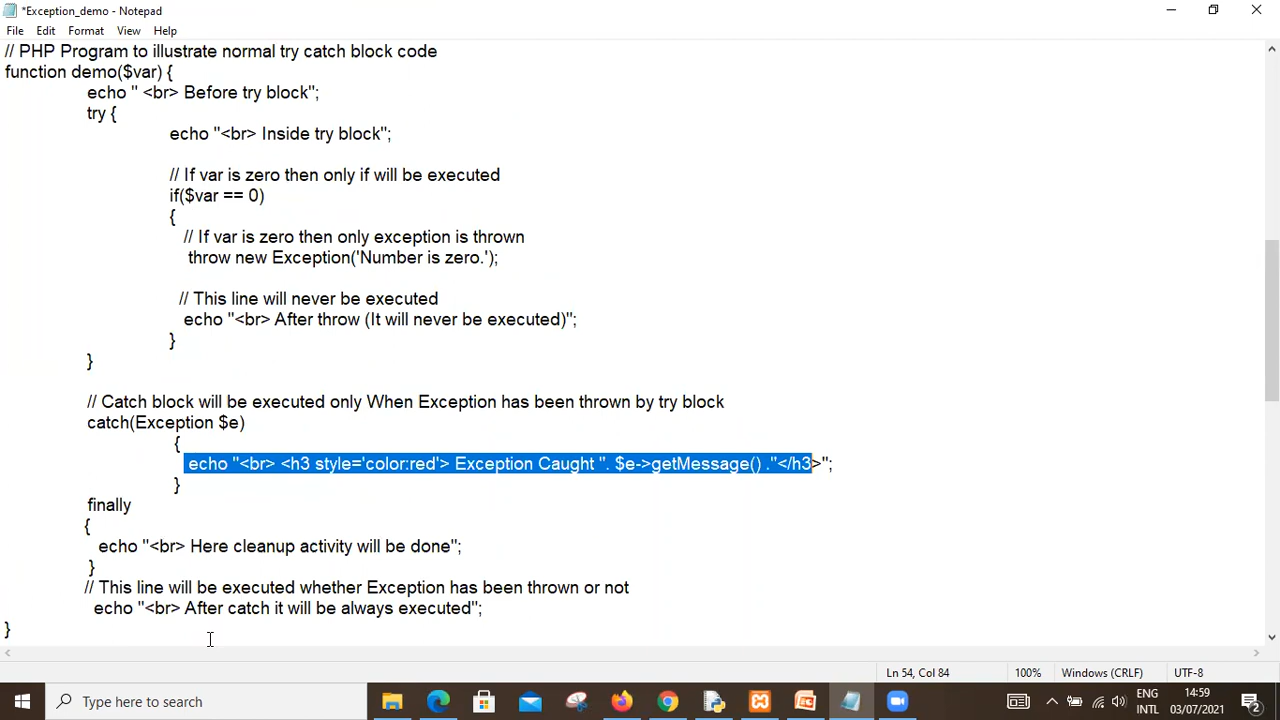 *Exception_demo - Notepad
File Edit Format View Help
// PHP Program to illustrate normal try catch block code
function demo($var) {
echo " <br> Before try block";
try {
echo "<br> Inside try block";
// If var is zero then only if will be executed
if($var == 0)
{
// If var is zero then only exception is thrown
throw new Exception('Number is zero.');
// This line will never be executed
echo "<br> After throw (It will never be executed)";
}
}
// Catch block will be executed only When Exception has been thrown by try block
catch(Exception $e)
{
echo "<br> <h3 style='color:red'> Exception Caught ". $e->getMessage() ."</h3>";
}
finally
{
echo "<br> Here cleanup activity will be done";
}
// This line will be executed whether Exception has been thrown or not
echo "<br> After catch it will be always executed";
}
Ln 54, Col 84 100% Windows (CRLF) UTF-8
Type here to search
ENG 14:59
INTL 03/07/2021
2